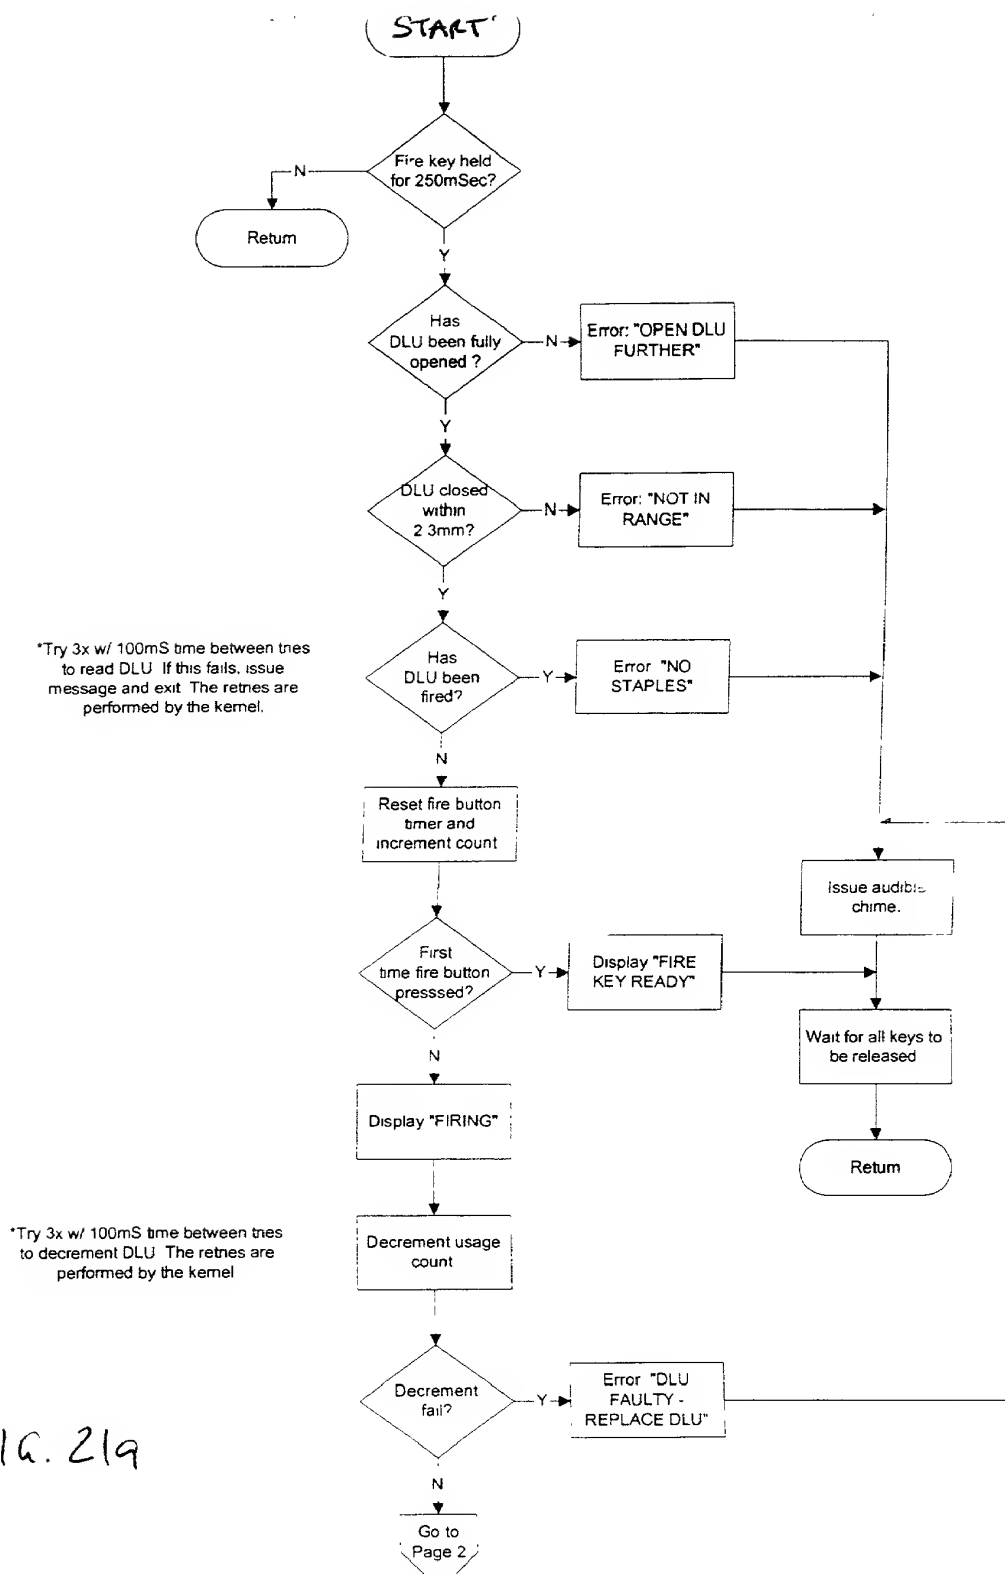 START
Fire key held
for 250mSec?
N
Return
Y
Has
DLU been fully
opened ?
N
Error: "OPEN DLU
FURTHER"
Y
DLU closed
within
2 3mm?
N
Error: "NOT IN
RANGE"
Y
*Try 3x w/ 100mS time between tries
to read DLU If this fails, issue
message and exit The retries are
performed by the kernel.
Has
DLU been
fired?
Y
Error "NO
STAPLES"
N
Reset fire button
timer and
increment count
Issue audible
chime.
First
time fire button
presssed?
Y
Display "FIRE
KEY READY"
Wait for all keys to
be released
N
Display "FIRING"
Return
*Try 3x w/ 100mS time between tries
to decrement DLU The retries are
performed by the kernel
Decrement usage
count
Decrement
fail?
Y
Error "DLU
FAULTY -
REPLACE DLU"
IG. 21a
N
Go to
Page 2